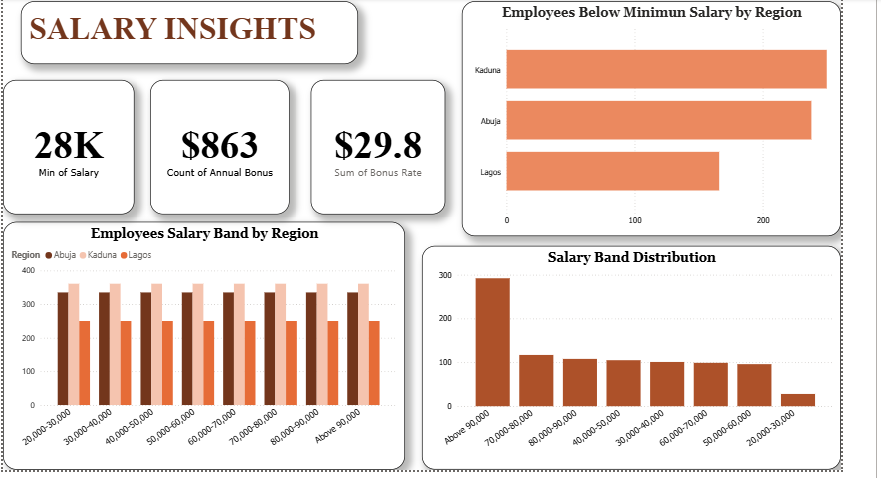 SALARY INSIGHTS
28K
Min of Salary
$863
Count of Annual Bonus
$29.8
Sum of Bonus Rate
Employees Below Minimun Salary by Region
Kaduna
Abuja
Lagos
0 100 200
Employees Salary Band by Region
Region Abuja Kaduna Lagos
400
300
200
100
0
20,000-30,000 30,000-40,000 40,000-50,000 50,000-60,000 60,000-70,000 70,000-80,000 80,000-90,000 Above 90,000
Salary Band Distribution
300
200
100
0
Above 90,000 70,000-80,000 80,000-90,000 40,000-50,000 30,000-40,000 60,000-70,000 50,000-60,000 20,000-30,000